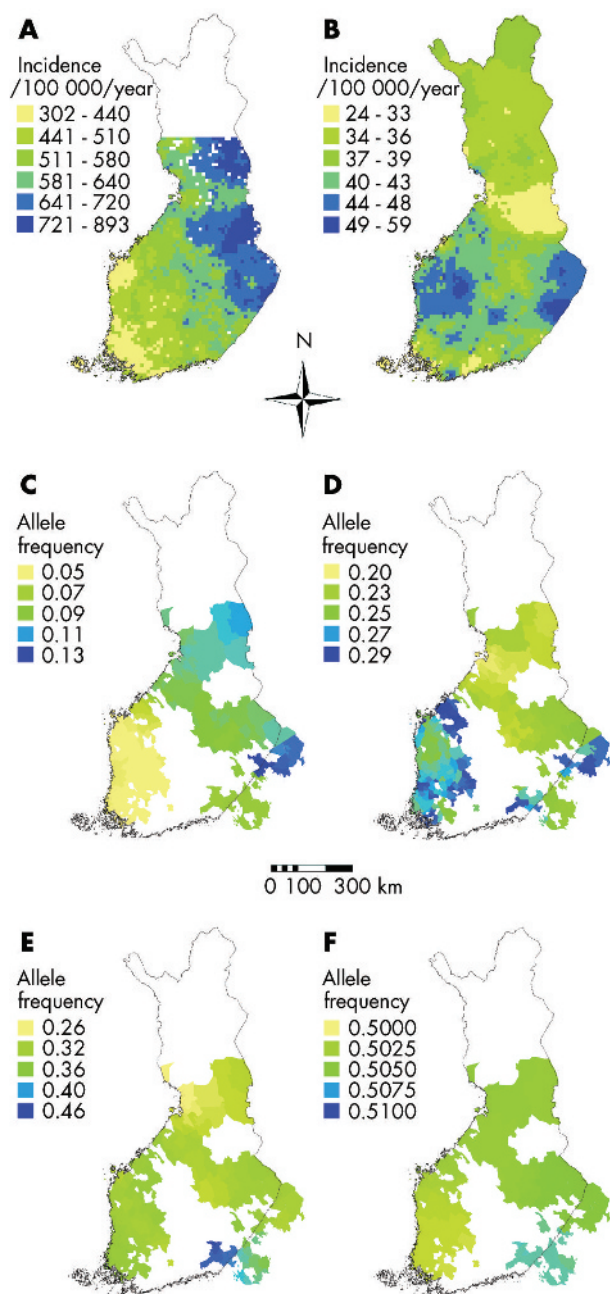 A
Incidence
/100 000/year
302 - 440
441 - 510
511 - 580
581 - 640
641 - 720
721 - 893
B
Incidence
/100 000/year
24 - 33
34 - 36
37 - 39
40 - 43
44 - 48
49 - 59
N
C
Allele
frequency
0.05
0.07
0.09
0.11
0.13
D
Allele
frequency
0.20
0.23
0.25
0.27
0.29
0 100 300 km
E
Allele
frequency
0.26
0.32
0.36
0.40
0.46
F
Allele
frequency
0.5000
0.5025
0.5050
0.5075
0.5100